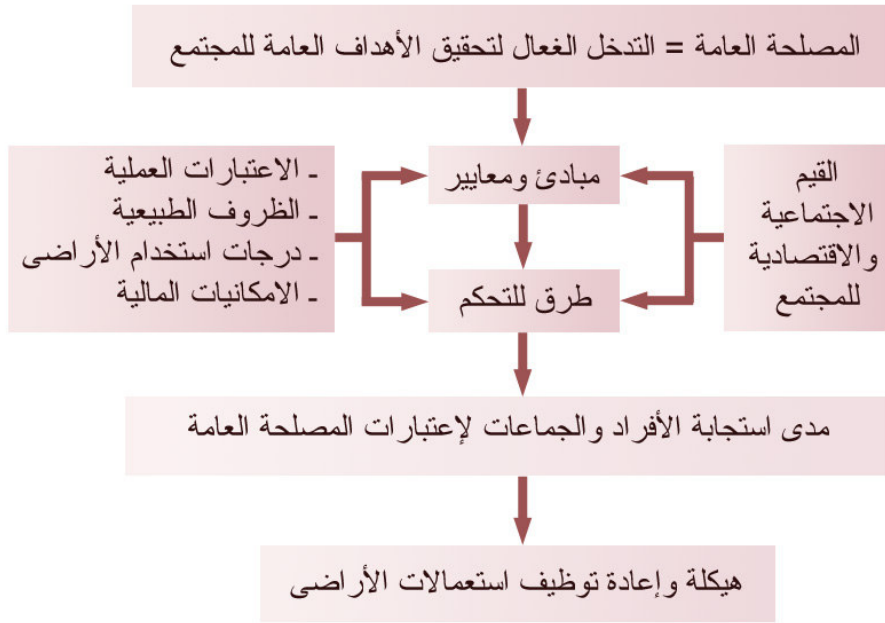 المصلحة العامة = التدخل الغعال لتحقيق الأهداف العامة للمجتمع
مبادئ ومعايير
القيم
الاجتماعية
والاقتصادية
للمجتمع
ـ الاعتبارات العملية
ـ الظروف الطبيعية
ـ درجات استخدام الأراضى
ـ الامكانيات المالية
طرق للتحكم
مدى استجابة الأفراد والجماعات لإعتبارات المصلحة العامة
هيكلة وإعادة توظيف استعمالات الأراضى